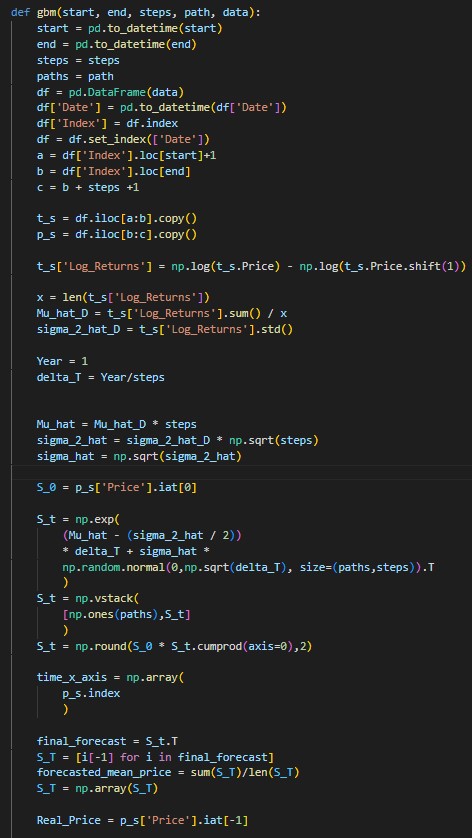 def gbm(start, end, steps, path, data):
    start = pd.to_datetime(start)
    end = pd.to_datetime(end)
    steps = steps
    paths = path
    df = pd.DataFrame(data)
    df['Date'] = pd.to_datetime(df['Date'])
    df['Index'] = df.index
    df = df.set_index(['Date'])
    a = df['Index'].loc[start]+1
    b = df['Index'].loc[end]
    c = b + steps +1

    t_s = df.iloc[a:b].copy()
    p_s = df.iloc[b:c].copy()

    t_s['Log_Returns'] = np.log(t_s.Price) - np.log(t_s.Price.shift(1))

    x = len(t_s['Log_Returns'])
    Mu_hat_D = t_s['Log_Returns'].sum() / x
    sigma_2_hat_D = t_s['Log_Returns'].std()

    Year = 1
    delta_T = Year/steps


    Mu_hat = Mu_hat_D * steps
    sigma_2_hat = sigma_2_hat_D * np.sqrt(steps)
    sigma_hat = np.sqrt(sigma_2_hat)

    S_0 = p_s['Price'].iat[0]

    S_t = np.exp(
        (Mu_hat - (sigma_2_hat / 2))
        * delta_T + sigma_hat *
        np.random.normal(0,np.sqrt(delta_T), size=(paths,steps)).T
        )
    S_t = np.vstack(
        [np.ones(paths),S_t]
        )
    S_t = np.round(S_0 * S_t.cumprod(axis=0),2)

    time_x_axis = np.array(
        p_s.index
        )

    final_forecast = S_t.T
    S_T = [i[-1] for i in final_forecast]
    forecasted_mean_price = sum(S_T)/len(S_T)
    S_T = np.array(S_T)

    Real_Price = p_s['Price'].iat[-1]